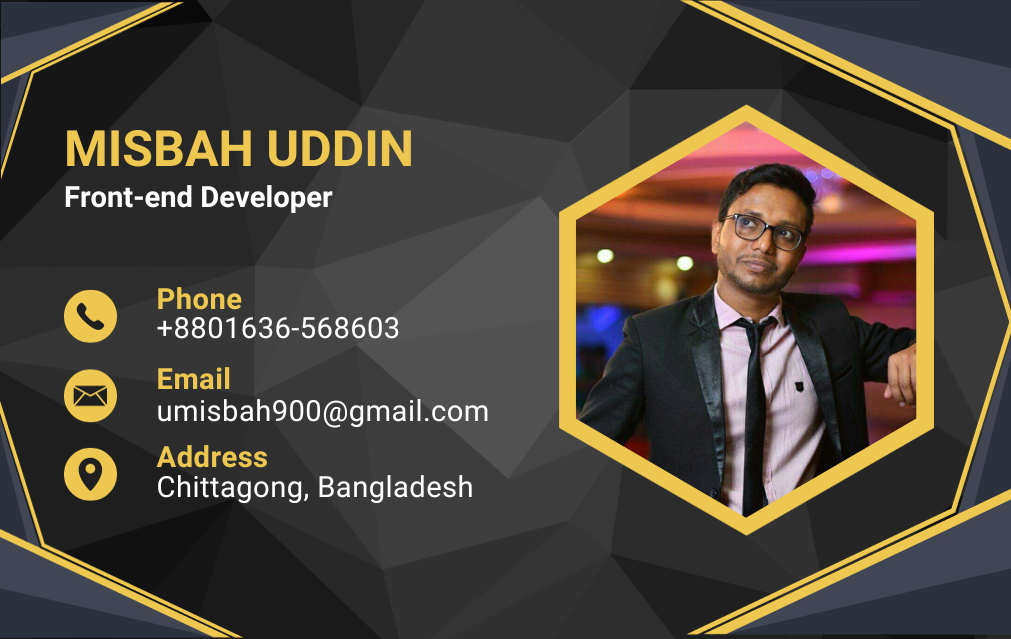 MISBAH UDDIN
Front-end Developer
Phone
+8801636-568603
Email
umisbah900@gmail.com
Address
Chittagong, Bangladesh